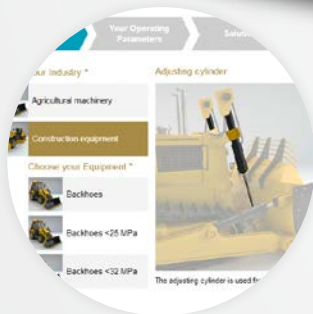 Your Operating
Parameters
Solution
our Industry *
Adjusting cylinder
Agricultural machinery
Construction equipment
Choose your Equipment *
Backhoes
Backhoes <25 MPa
Backhoes <32 MPa
The adjusting cylinder is used